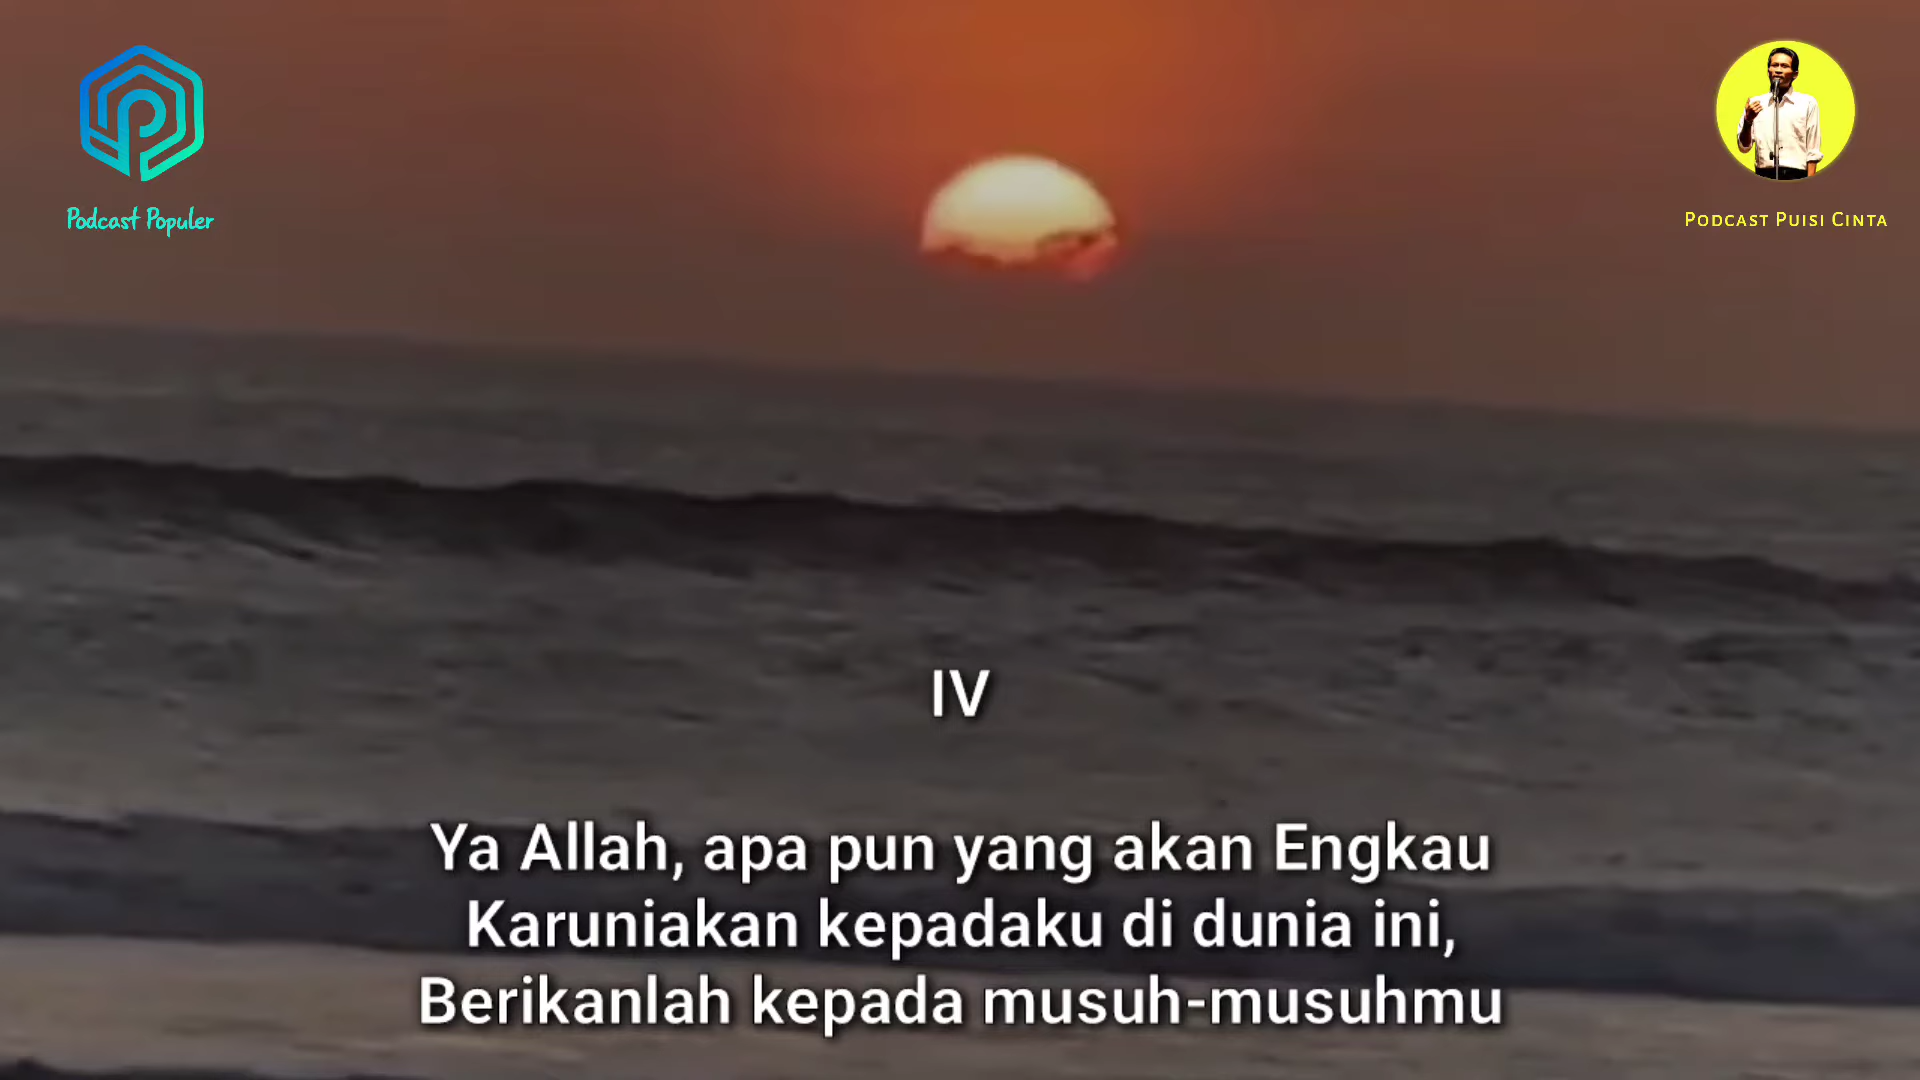 Podcast Populer
PODCAST PUISI CINTA
IV
Ya Allah, apa pun yang akan Engkau
Karuniakan kepadaku di dunia ini,
Berikanlah kepada musuh-musuhmu